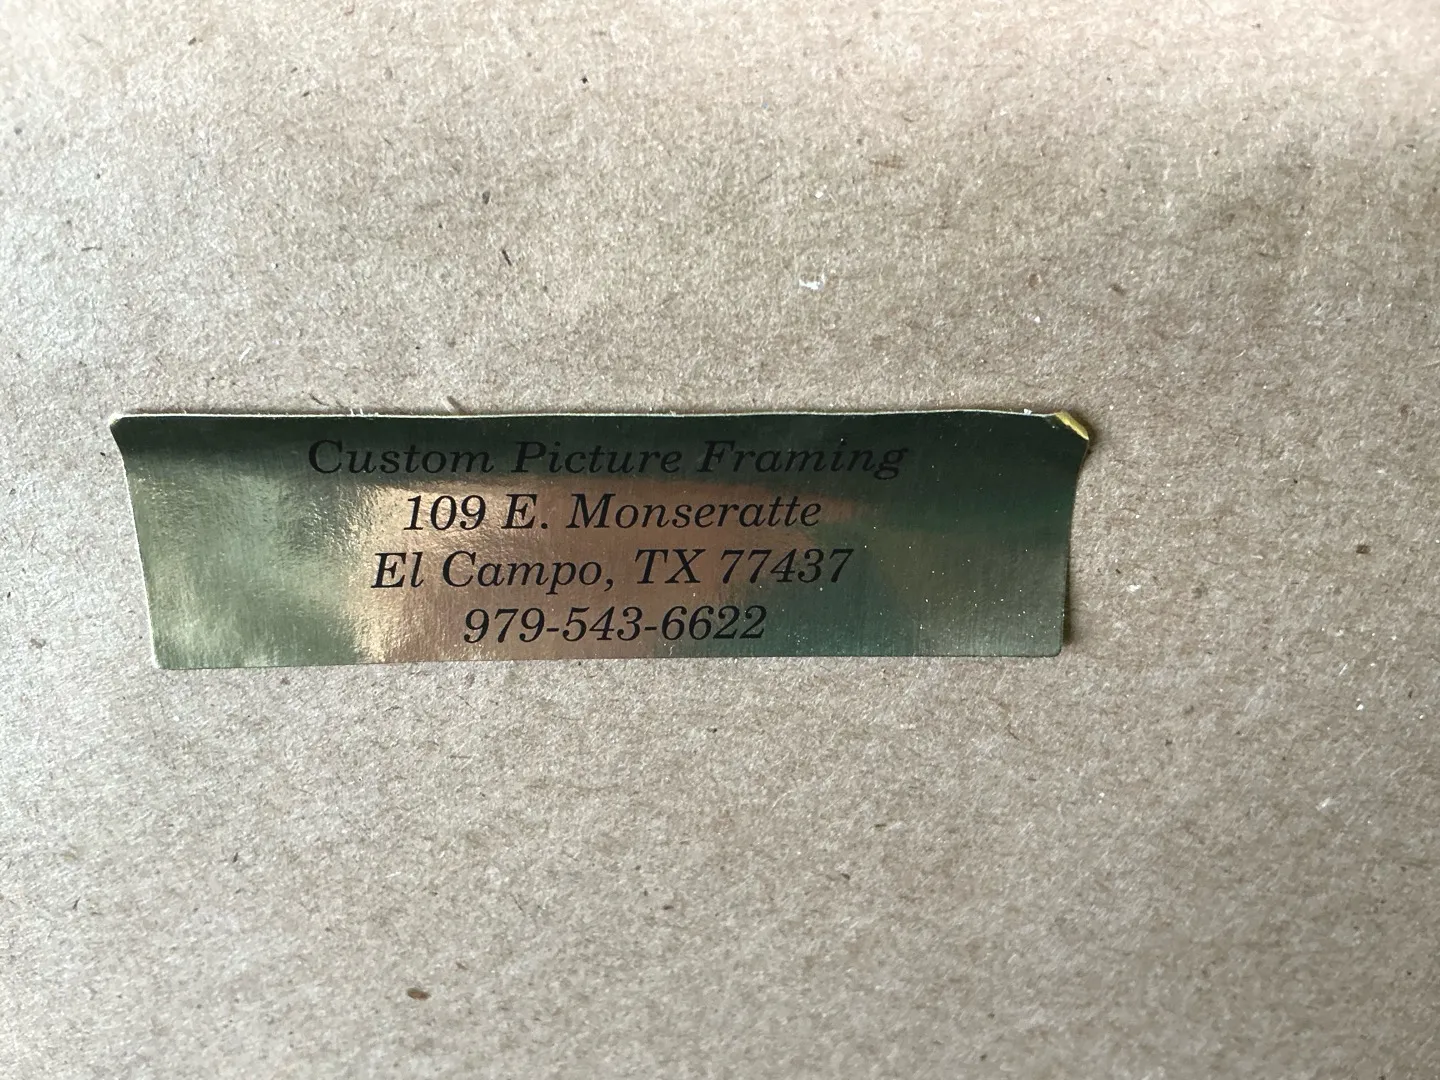 Custom Picture Framing
109 E. Monseratte
El Campo, TX 77437
979-543-6622